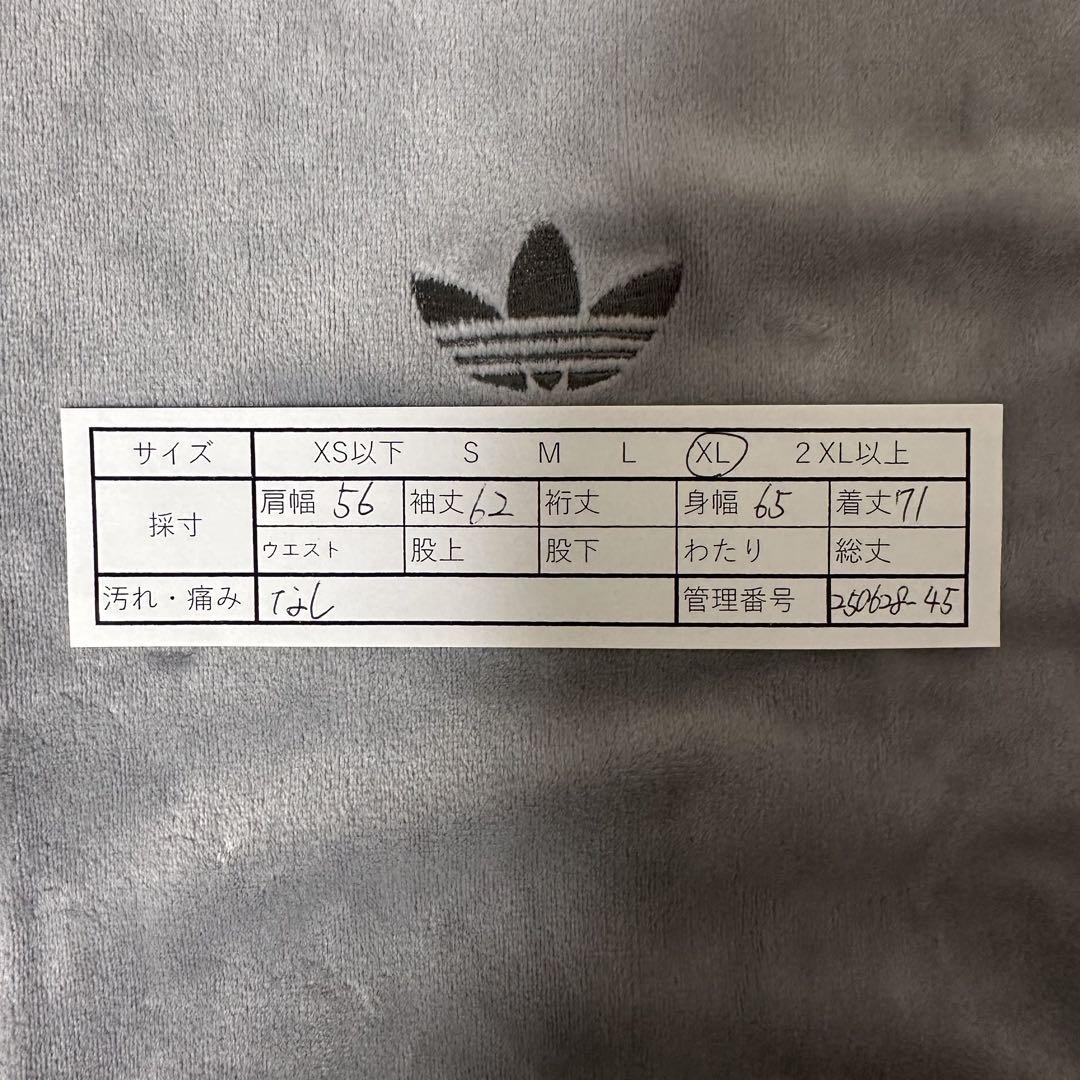 サイズ XS以下 S M L XL 2XL以上
採寸 肩幅 56 袖丈 62 裄丈 身幅 65 着丈 71
ウエスト 股上 股下 わたり 総丈
汚れ・痛み なし 管理番号 250628-45